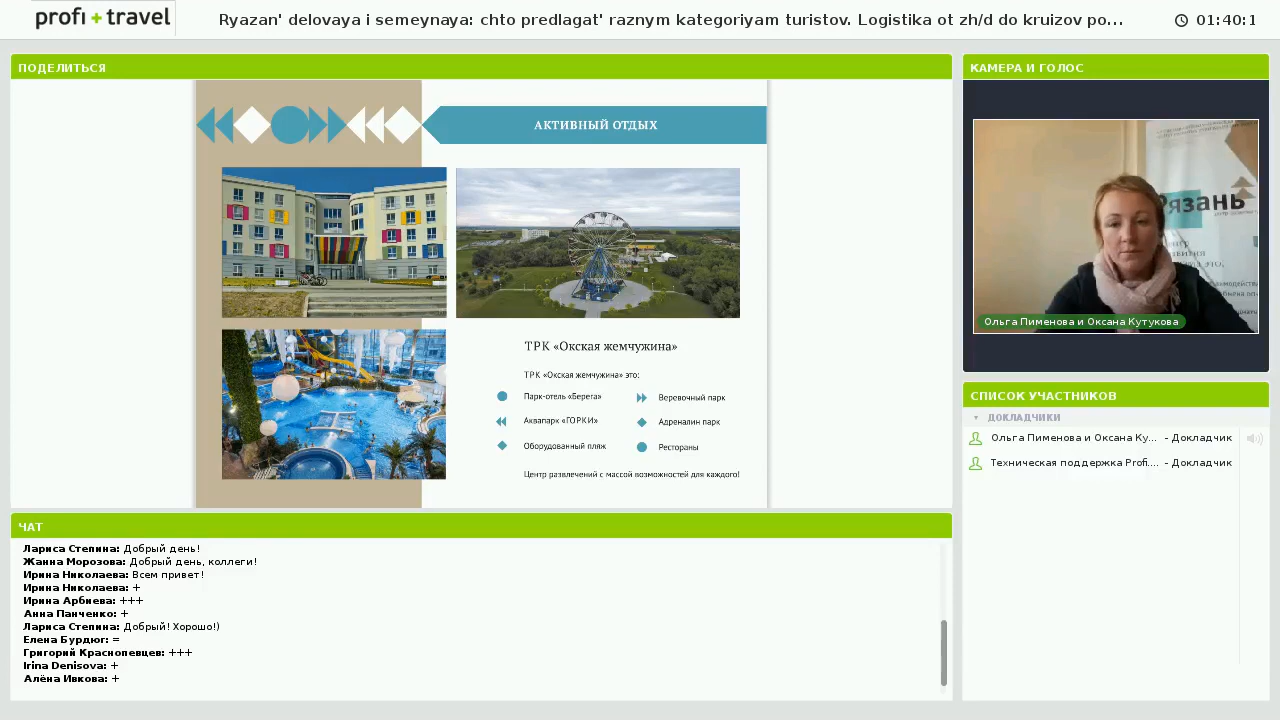 profi + travel
Ryazan' delovaya i semeynaya: chto predlagat' raznym kategoriyam turistov. Logistika ot zh/d do kruizov po...
01:40:1
ПОДЕЛИТЬСЯ
АКТИВНЫЙ ОТДЫХ
ТРК «Окская жемчужина»
ТРК «Окская жемчужина» это:
Парк-отель «Берега»
Веревочный парк
Аквапарк «ГОРКИ»
Адреналин парк
Оборудованный пляж
Рестораны
Центр развлечений с массой возможностей для каждого!
КАМЕРА И ГОЛОС
Рязань
Ольга Пименова и Оксана Кутукова
СПИСОК УЧАСТНИКОВ
ДОКЛАДЧИКИ
Ольга Пименова и Оксана Ку... - Докладчик
Техническая поддержка Profi.... - Докладчик
ЧАТ
Лариса Степина: Добрый день!
Жанна Морозова: Добрый день, коллеги!
Ирина Николаева: Всем привет!
Ирина Николаева: +
Ирина Арбиева: +++
Анна Панченко: +
Лариса Степина: Добрый! Хорошо!)
Елена Бурдюг: =
Григорий Краснопевцев: +++
Irina Denisova: +
Алёна Ивкова: +